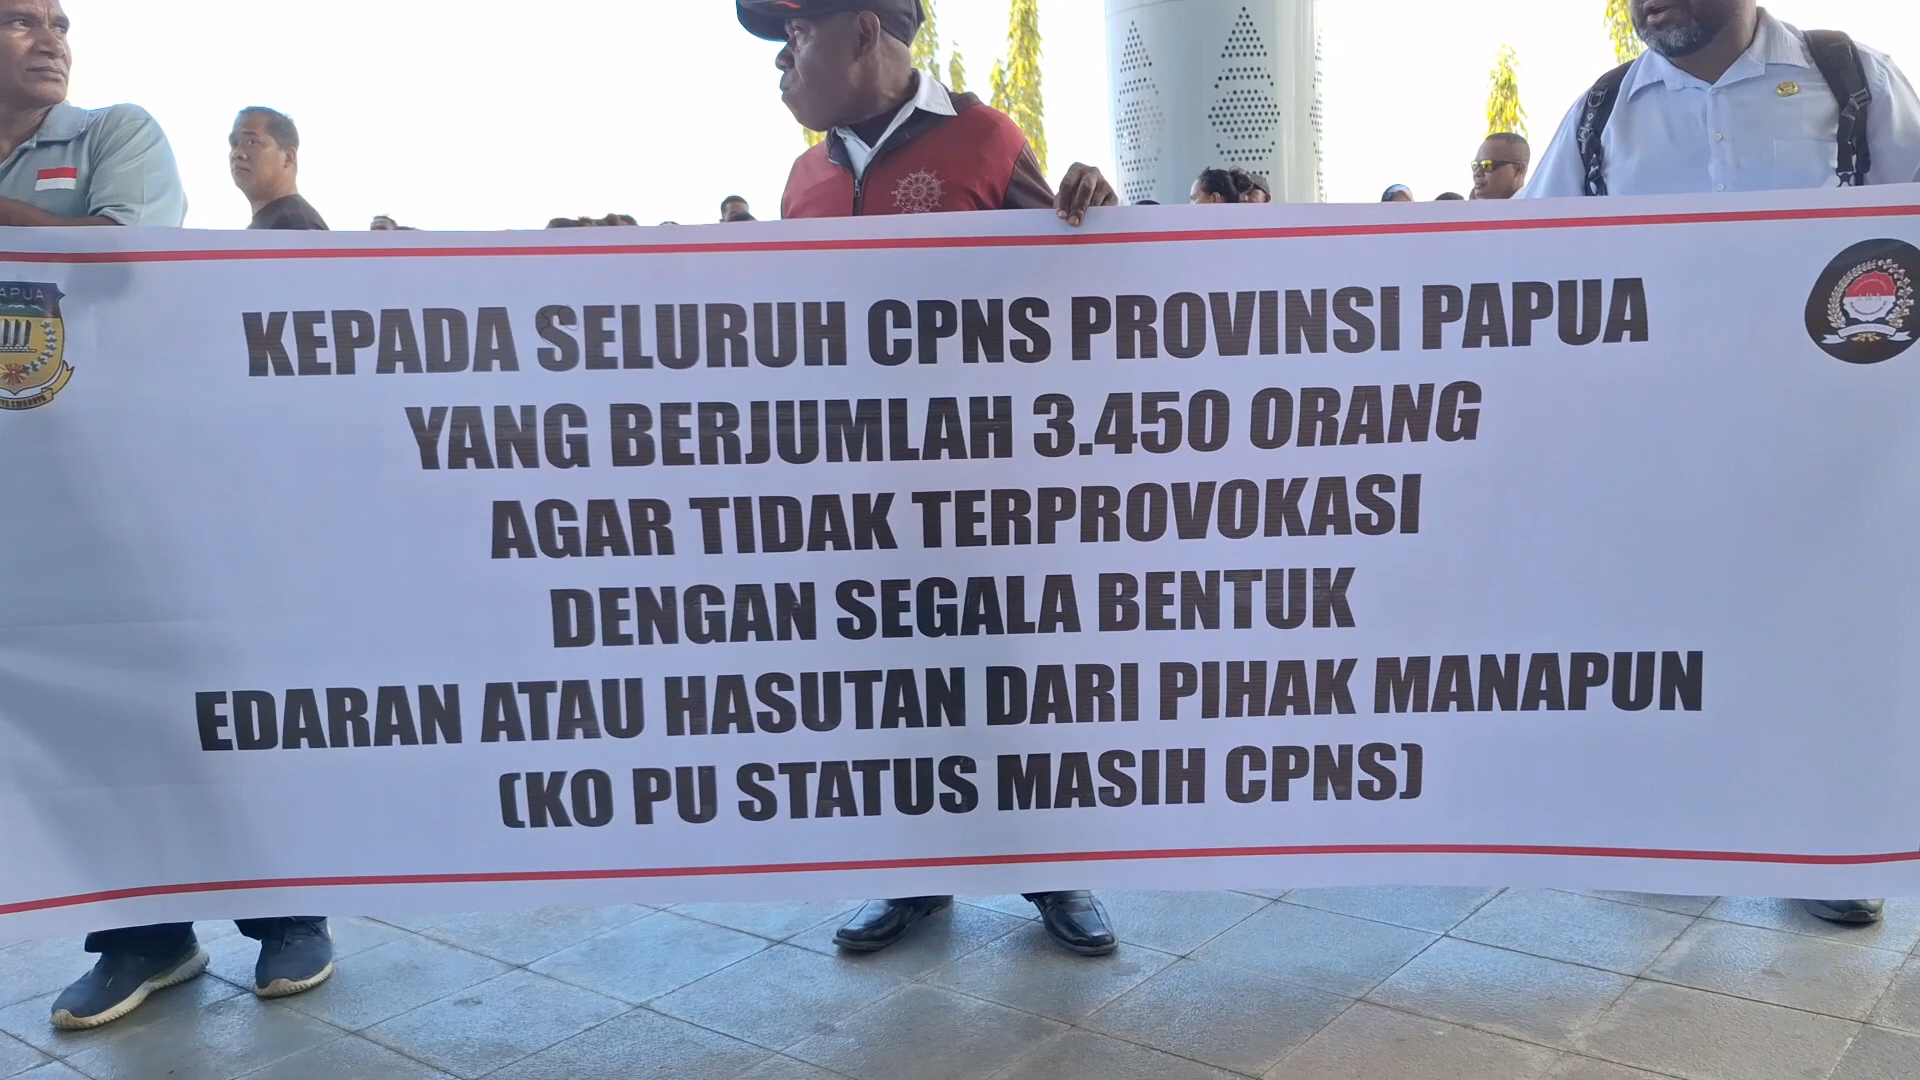 APUA
KEPADA SELURUH CPNS PROVINSI PAPUA
YANG BERJUMLAH 3.450 ORANG
AGAR TIDAK TERPROVOKASI
DENGAN SEGALA BENTUK
EDARAN ATAU HASUTAN DARI PIHAK MANAPUN
(KO PU STATUS MASIH CPNS)